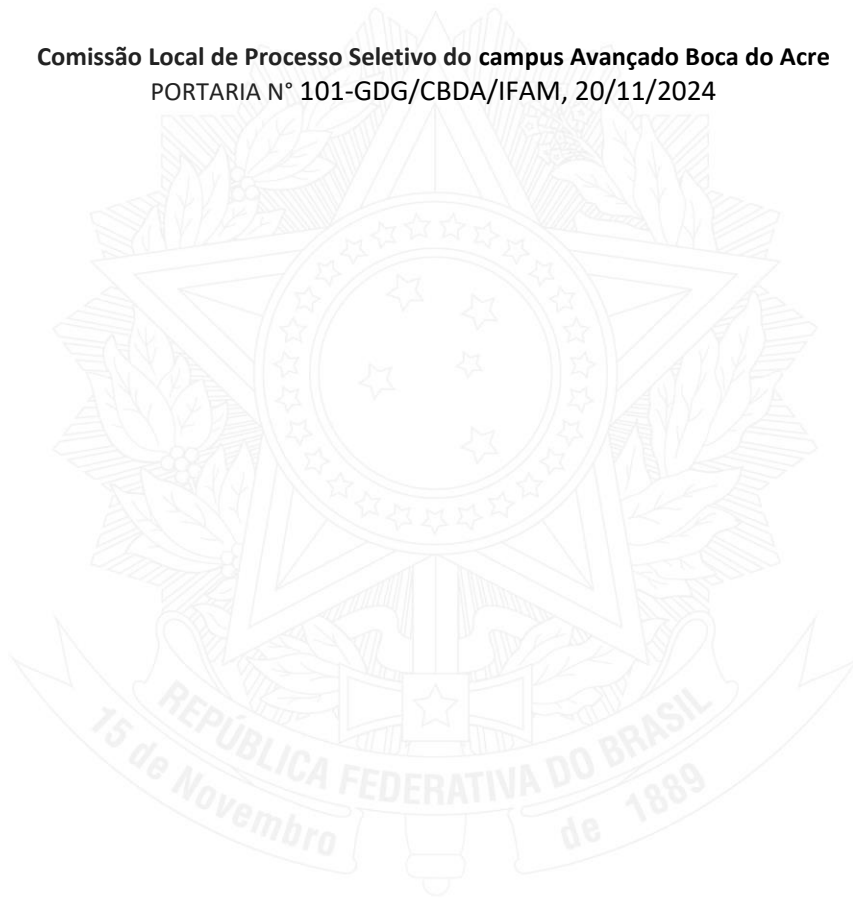 Comissão Local de Processo Seletivo do campus Avançado Boca do Acre
PORTARIA N° 101-GDG/CBDA/IFAM, 20/11/2024
REPÚBLICA FEDERATIVA DO BRASIL
15 de Novembro de 1889